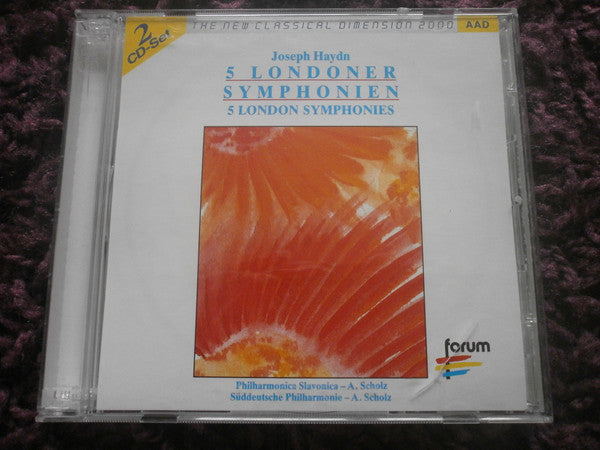 2
CD-Set
THE NEW CLASSICAL DIMENSION 2000
AAD
Joseph Haydn
5 LONDONER
SYMPHONIEN
5 LONDON SYMPHONIES
forum
Philharmonica Slavonica – A. Scholz
Süddeutsche Philharmonie – A. Scholz